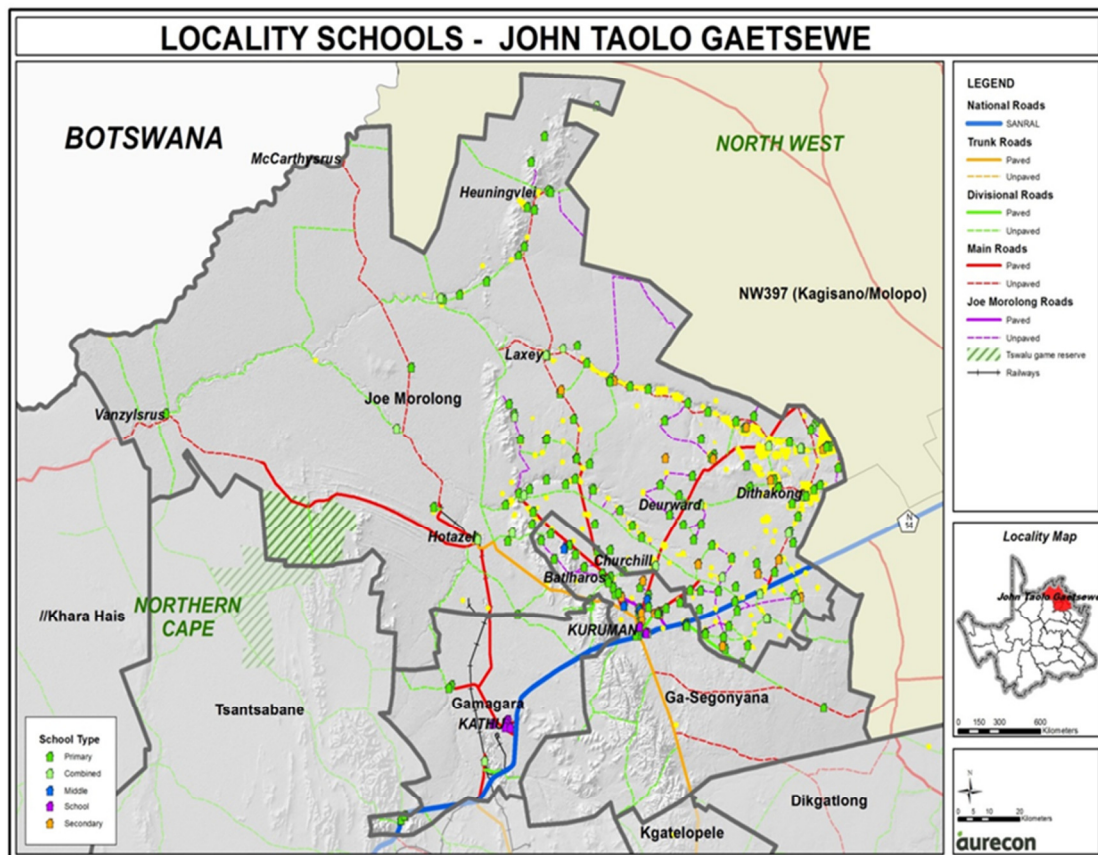 LOCALITY SCHOOLS - JOHN TAOLO GAETSEWE
BOTSWANA
NORTH WEST
McCarthysrus
Heuningvlei
NW397 (Kagisano/Molopo)
Laxey
Joe Morolong
Vanzylsrus
Deurward
Dithakong
Hotazel
Churchill
Batlharos
N
14
//Khara Hais
NORTHERN
CAPE
KURUMAN
Tsantsabane
Gamagara
KATHU
Ga-Segonyana
Dikgatlong
Kgatelopele
School Type
Primary
Combined
Middle
School
Secondary
LEGEND
National Roads
SANRAL
Trunk Roads
Paved
Unpaved
Divisional Roads
Paved
Unpaved
Main Roads
Paved
Unpaved
Joe Morolong Roads
Paved
Unpaved
Tswalu game reserve
Railways
Locality Map
John Taolo Gaetsewe
0 150 300 600
Kilometers
N
0 5 10 20
Kilometers
aurecon